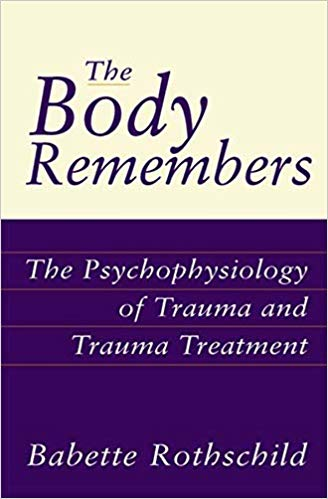 The
Body
Remembers
The Psychophysiology
of Trauma and
Trauma Treatment
Babette Rothschild